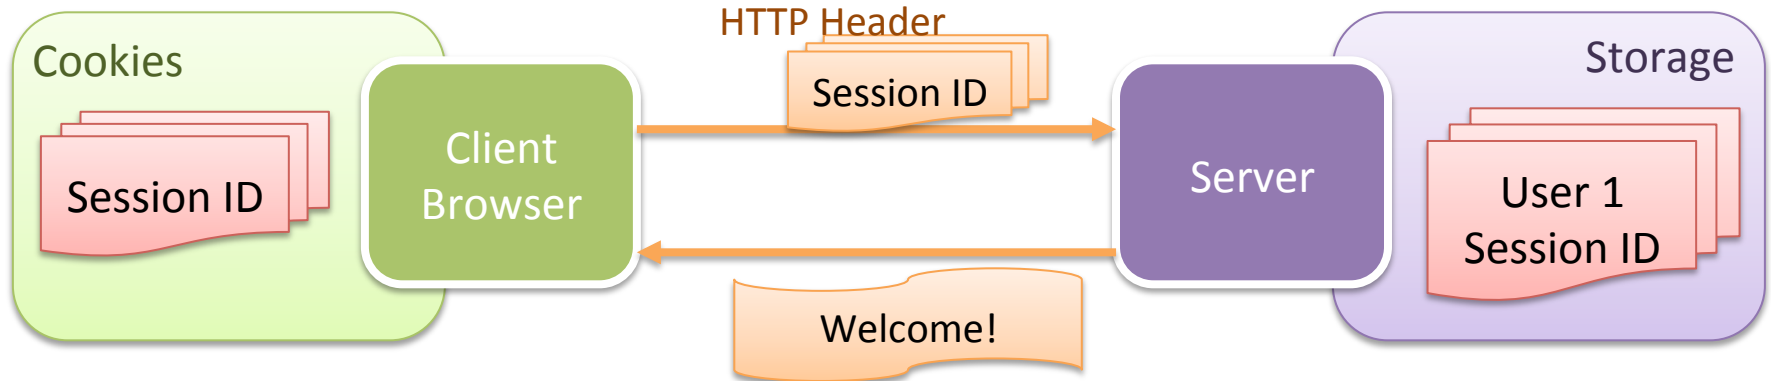 HTTP Header
Cookies
Storage
Session ID
Session ID
Client
Browser
Server
User 1
Session ID
Welcome!